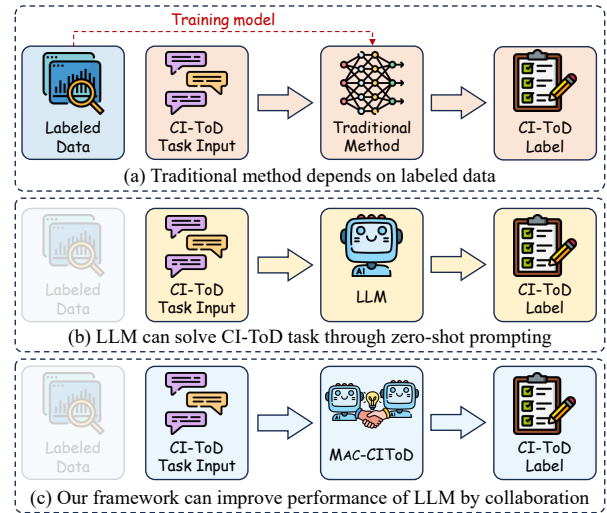 Training model
Labeled
Data
CI-ToD
Task Input
Traditional
Method
CI-ToD
Label
(a) Traditional method depends on labeled data
Labeled
Data
CI-ToD
Task Input
AI
LLM
CI-ToD
Label
(b) LLM can solve CI-ToD task through zero-shot prompting
Labeled
Data
CI-ToD
Task Input
AI
AI
MAC-CIToD
CI-ToD
Label
(c) Our framework can improve performance of LLM by collaboration